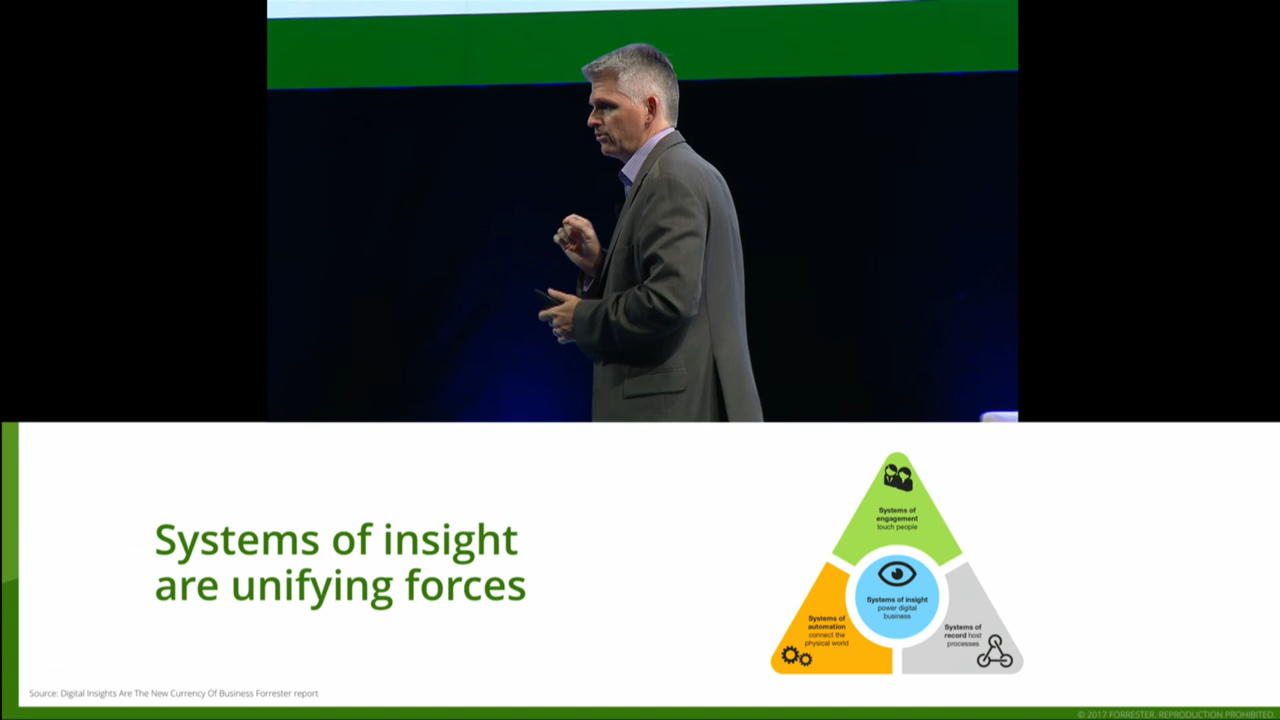 Systems of insight
are unifying forces
Systems of
engagement
touch people
Systems of insight
power digital
business
Systems of
automation
connect the
physical world
Systems of
record host
processes
Source: Digital Insights Are The New Currency Of Business Forrester report
© 2017 FORRESTER. REPRODUCTION PROHIBITED.